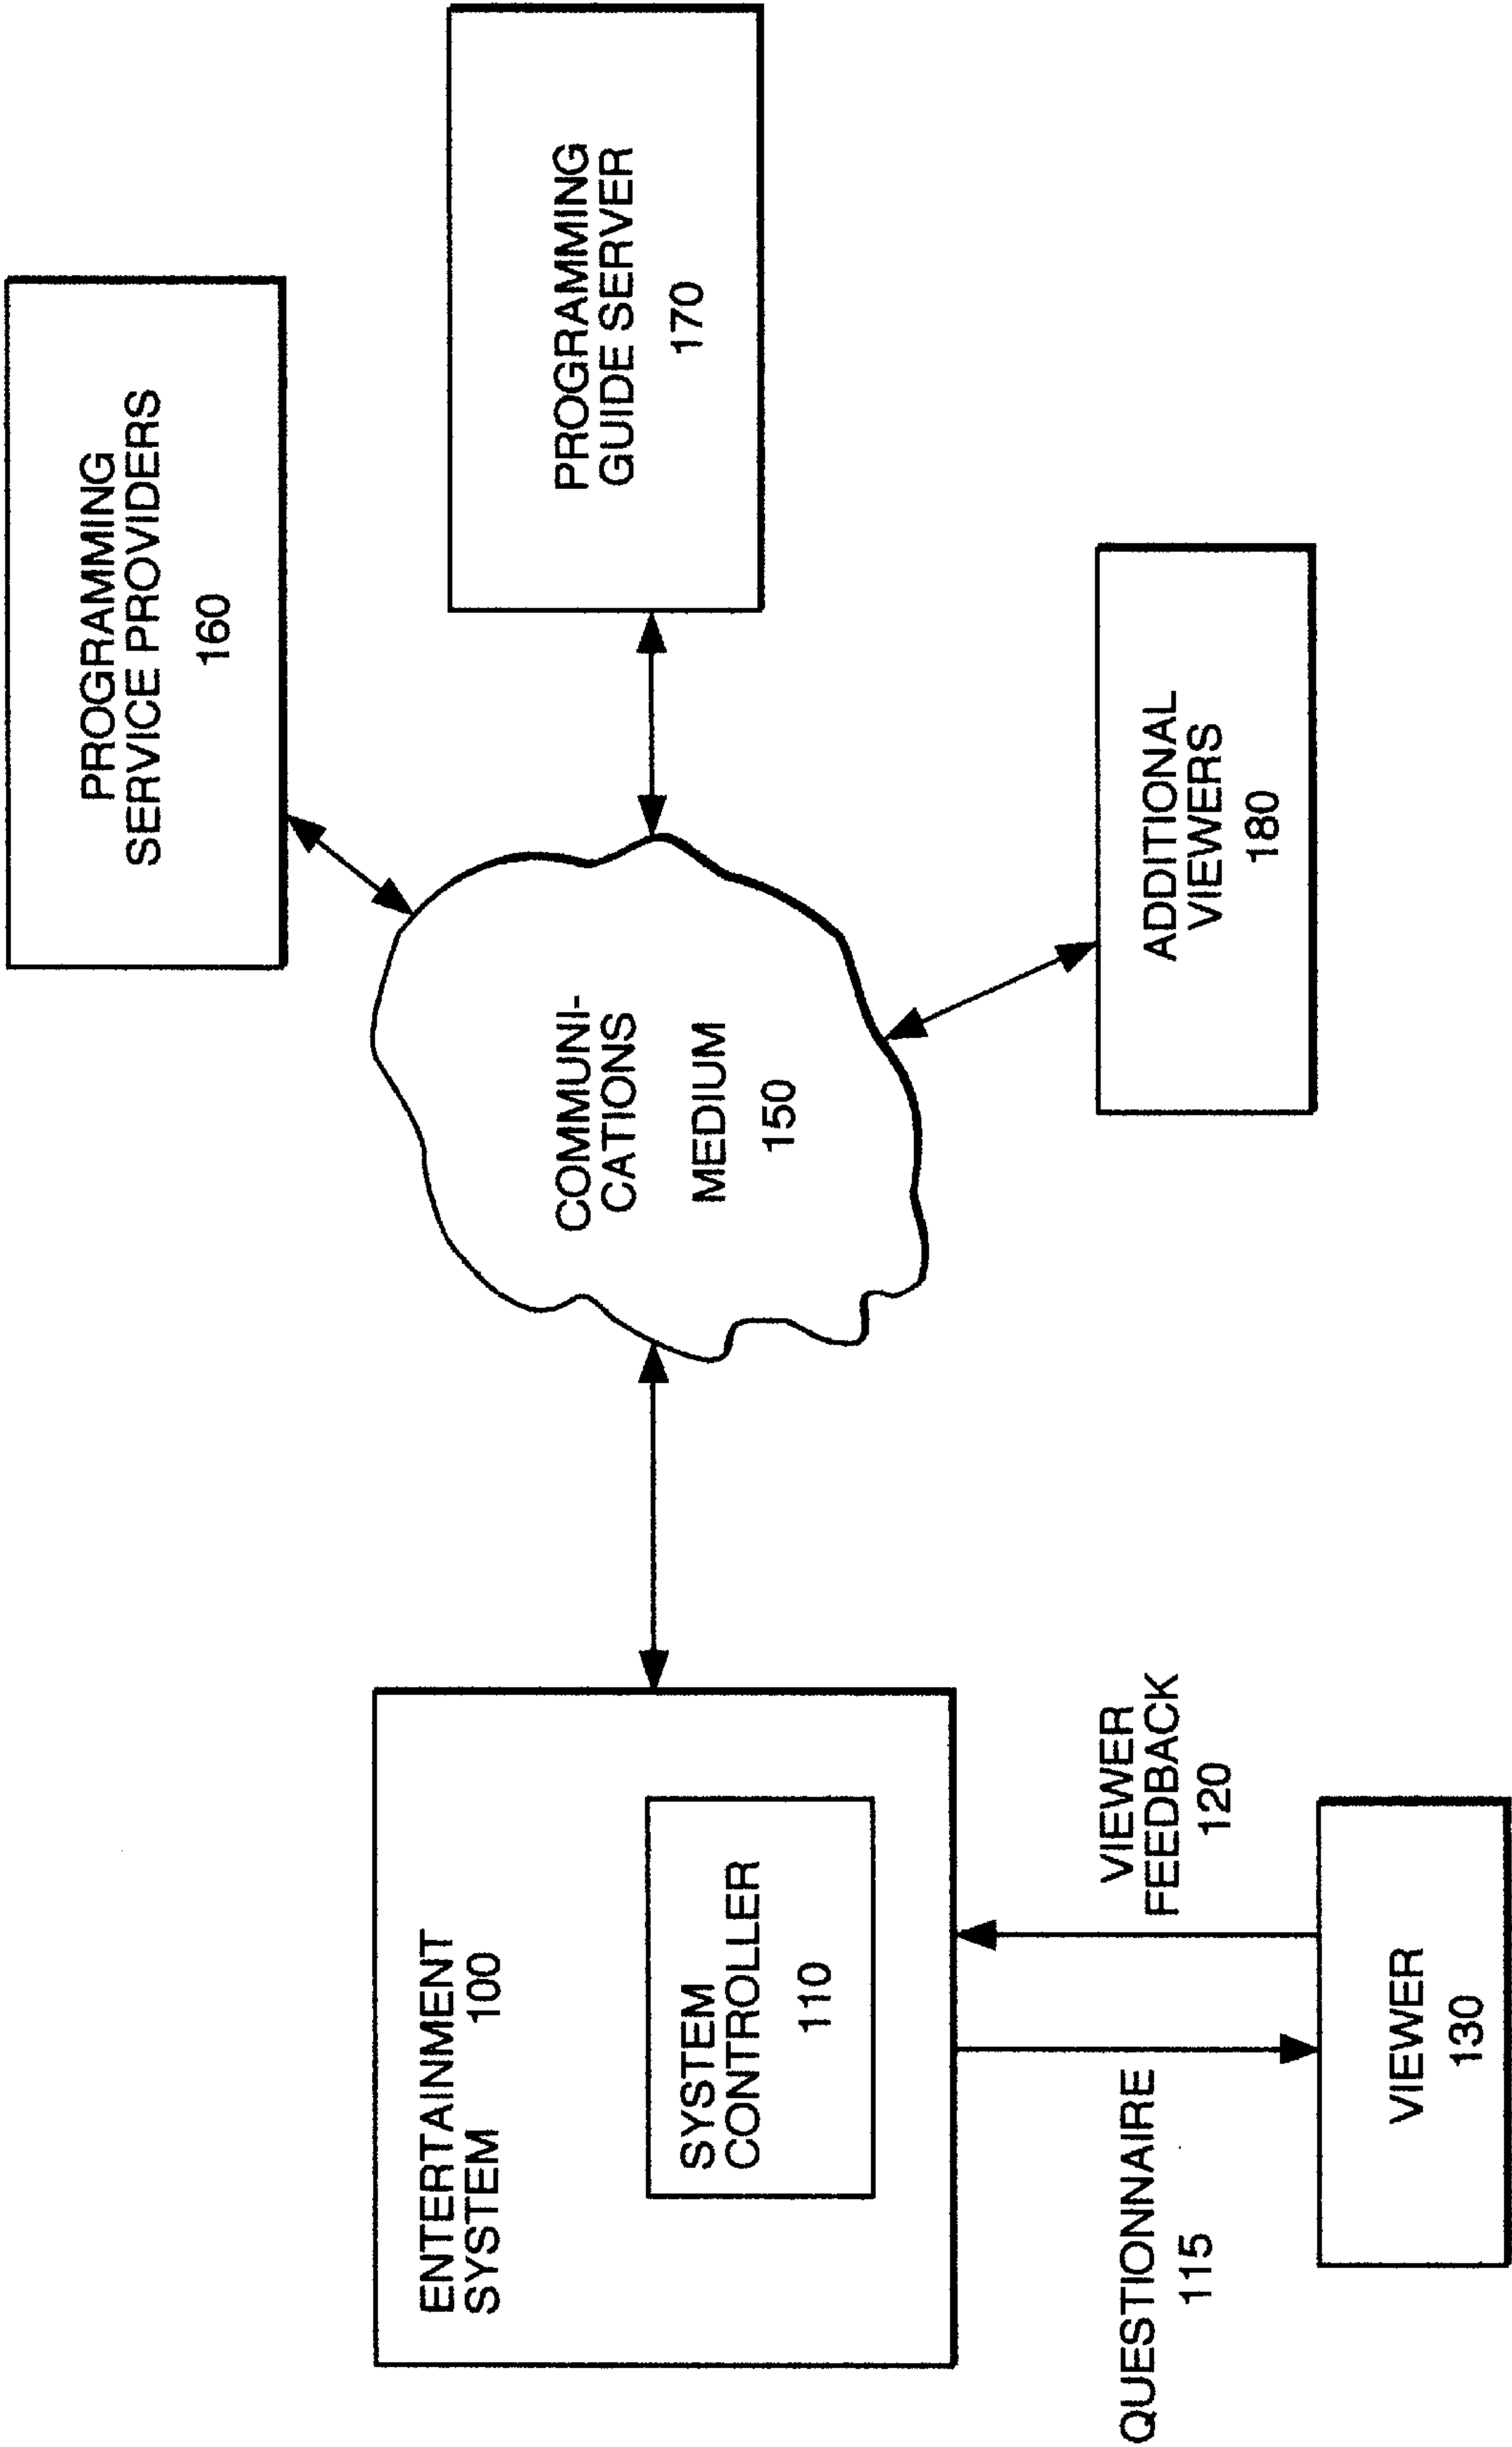 PROGRAMMING
SERVICE PROVIDERS
160
PROGRAMMING
GUIDE SERVER
170
COMMUNI-
CATIONS
MEDIUM
150
ADDITIONAL
VIEWERS
180
ENTERTAINMENT
SYSTEM 100
SYSTEM
CONTROLLER
110
QUESTIONNAIRE
115
VIEWER
FEEDBACK
120
VIEWER
130